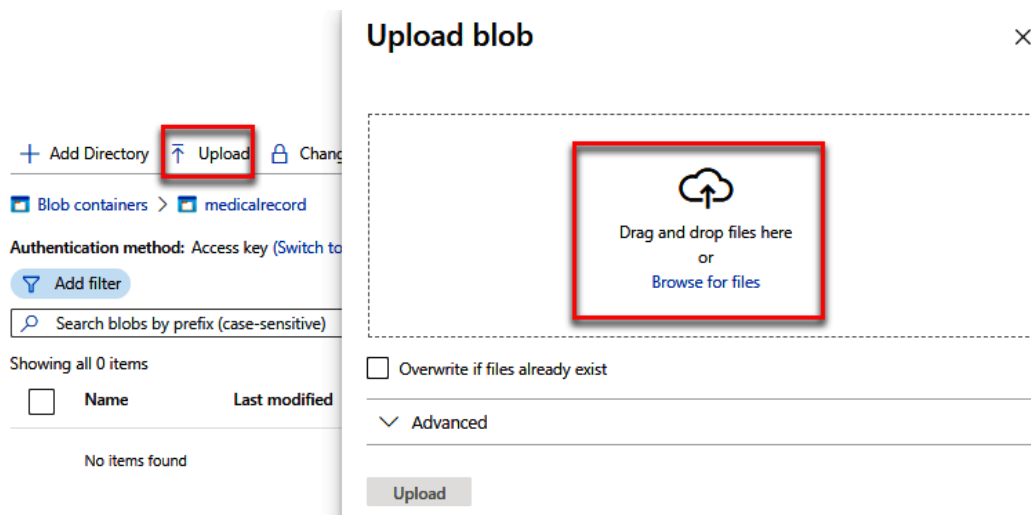 Upload blob
Add Directory Upload
Blob containers > medicalrecord
Authentication method: Access key (Switch to
Add filter
Search blobs by prefix (case-sensitive)
Showing all 0 items
Name Last modified
No items found
Drag and drop files here
or
Browse for files
Overwrite if files already exist
Advanced
Upload